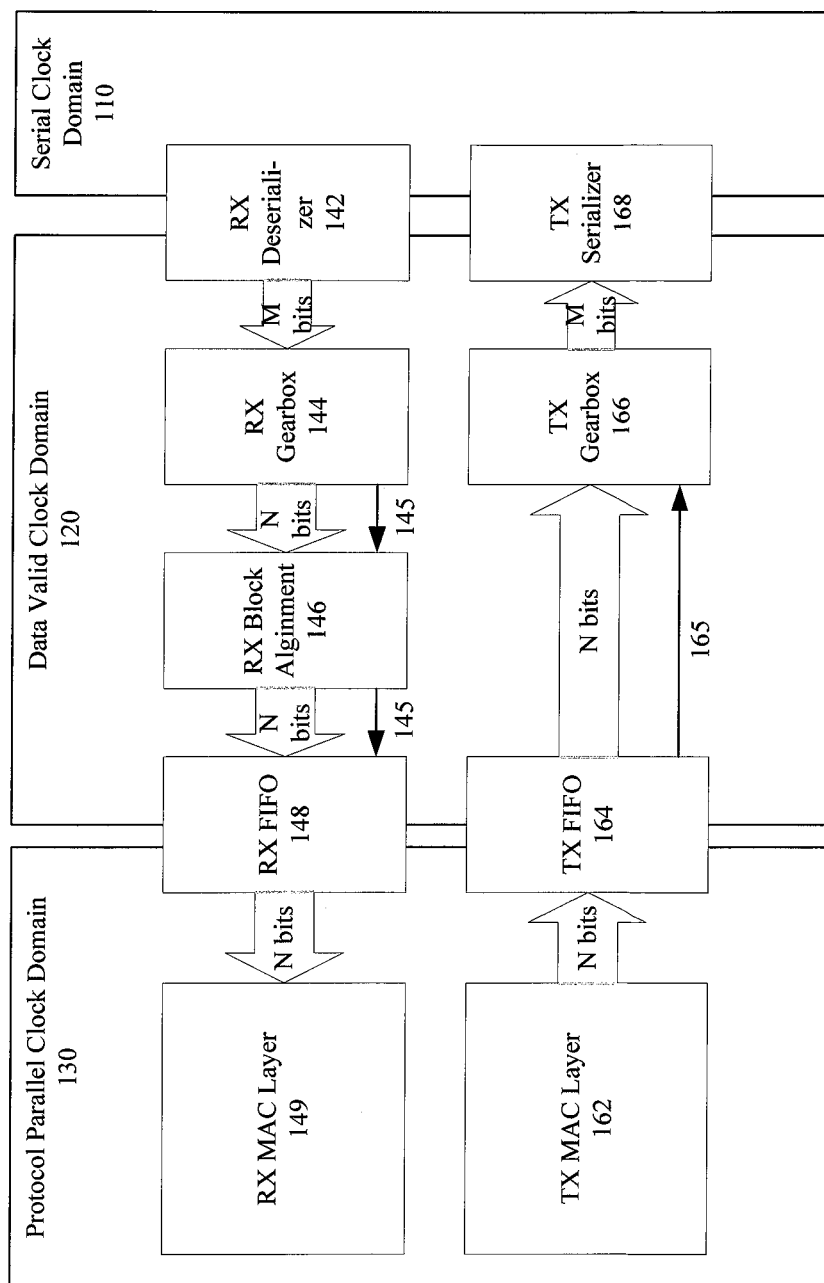 Protocol Parallel Clock Domain
130
Data Valid Clock Domain
120
Serial Clock
Domain
110
RX MAC Layer
149
N bits
RX FIFO
148
N
bits
145
RX Block
Alginment
146
N
bits
145
RX
Gearbox
144
M
bits
RX
Deseriali-
zer
142
TX MAC Layer
162
N bits
TX FIFO
164
N bits
165
TX
Gearbox
166
M
bits
TX
Serializer
168